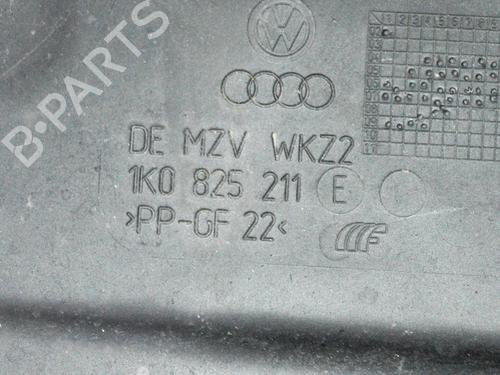 B-PARTS
DE MZV WKZ2
1K0 825 211 E
>PP-GF 22<